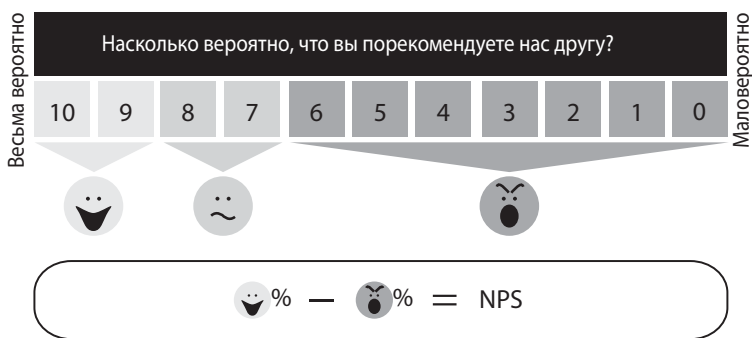 Насколько вероятно, что вы порекомендуете нас другу?
Весьма вероятно
10 9 8 7 6 5 4 3 2 1 0
Маловероятно
% — % = NPS